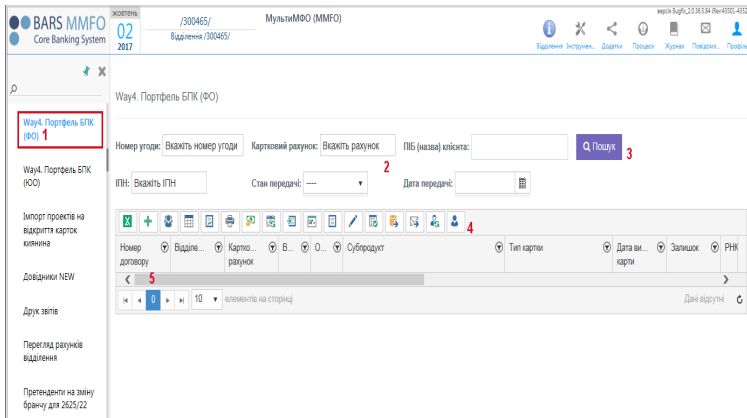 BARS MMFO
Core Banking System
ЖОВТЕНЬ
02
2017
/300465/
Відділення /300465/
МультиМФО (MMFO)
Відділення
Інструмен...
Додатки
Процеси
Журнал
Повідомл...
Профіль
Way4. Портфель БПК (ФО) 1
Way4. Портфель БПК (ЮО)
Імпорт проектів на
відкриття карток
киянина
Довідники NEW
Друк звітів
Перегляд рахунків
відділення
Претенденти на зміну
бранчу для 2625/22
Way4. Портфель БПК (ФО)
Номер угоди: Вкажіть номер угоди Картковий рахунок: Вкажіть рахунок ПІБ (назва) клієнта: Пошук 3
2
ІПН: Вкажіть ІПН Стан передачі: ---- Дата передачі:
4
Номер договору
Відділе...
Картко... рахунок
В...
О...
Субпродукт
Тип картки
Дата ви... карти
Залишок
РНК
5
0 10 елементів на сторінці Дані відсутні